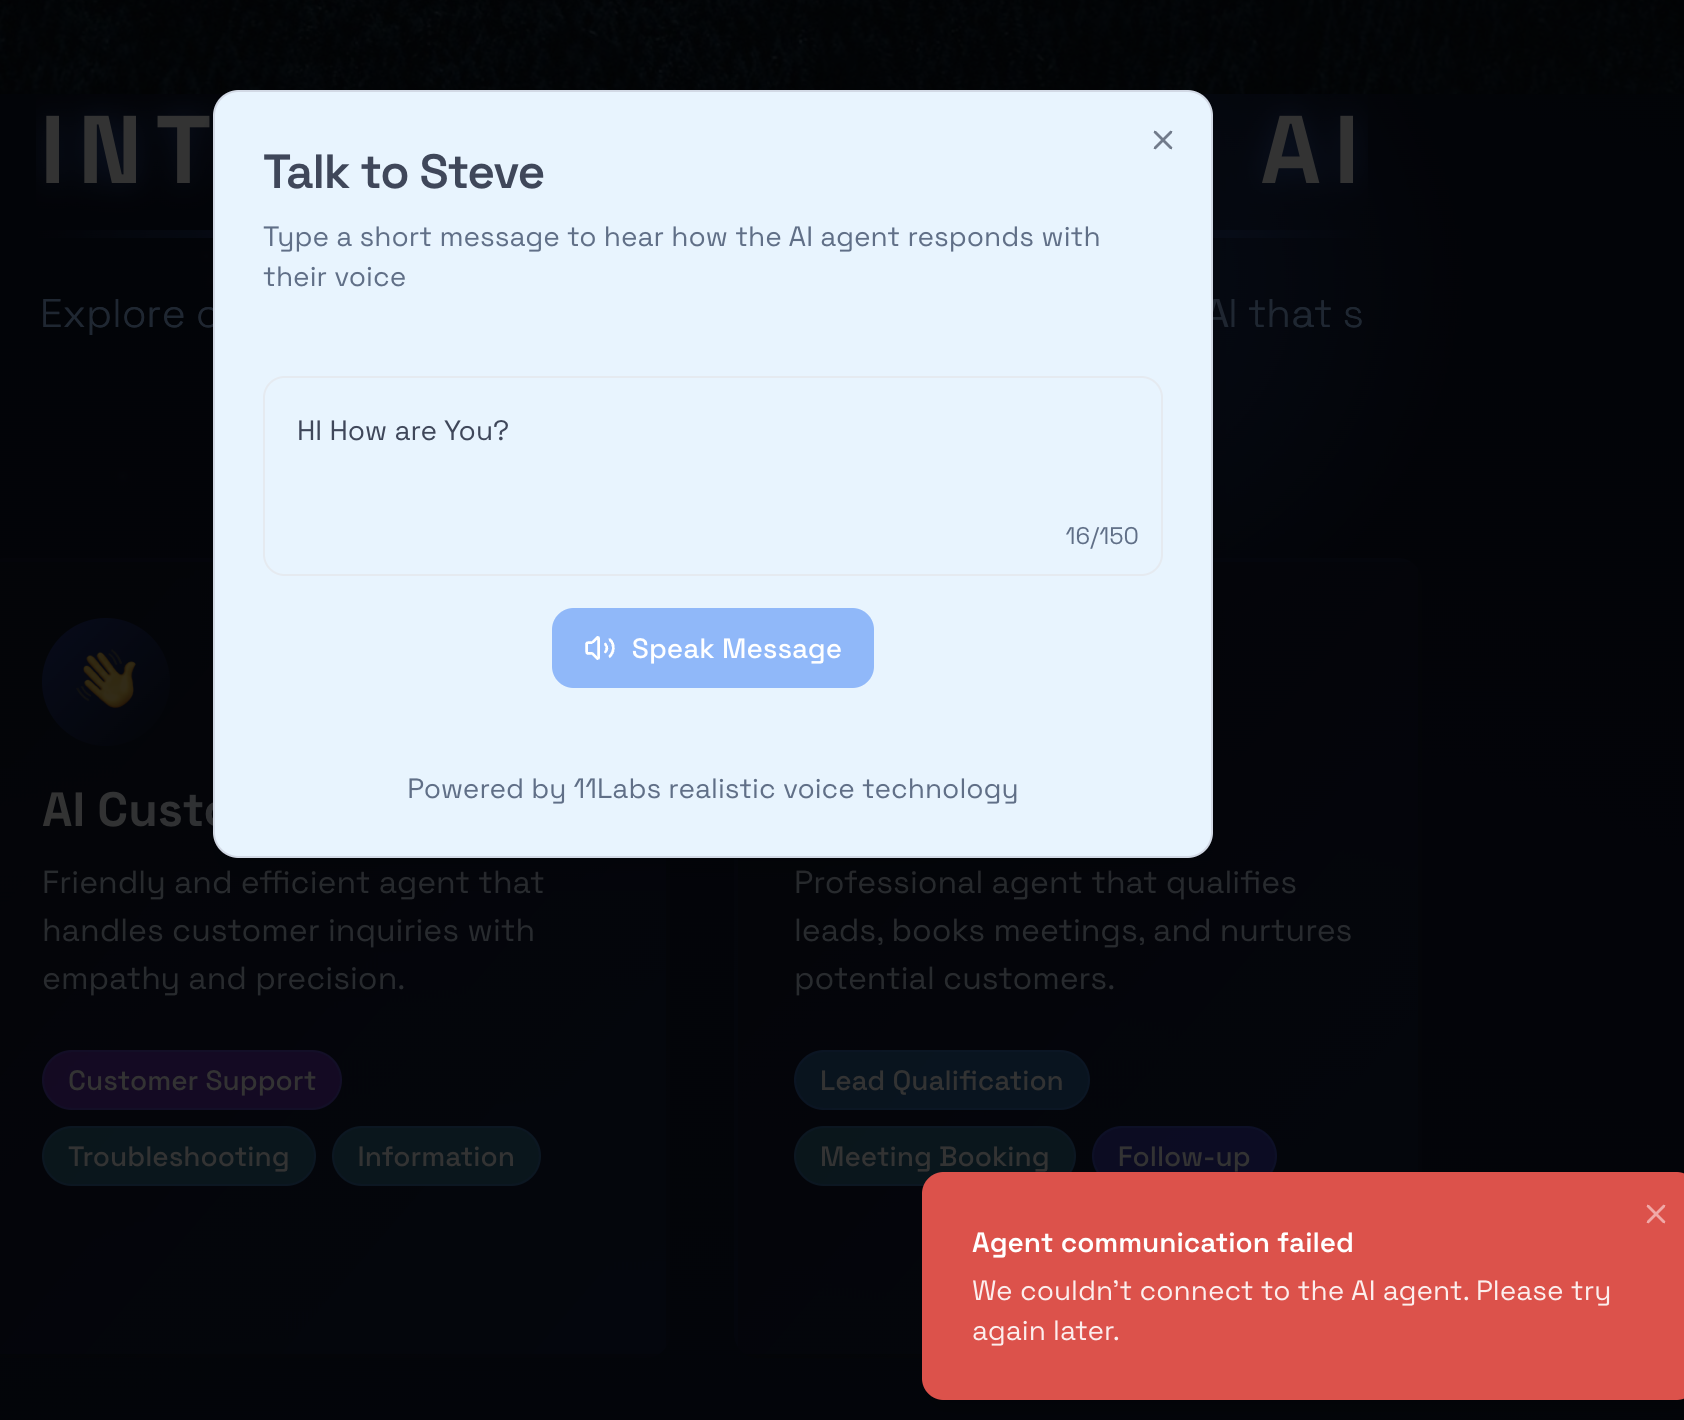 INT
AI
Talk to Steve
Type a short message to hear how the AI agent responds with
their voice
Explore
AI that s
HI How are You?
16/150
Speak Message
Powered by 11Labs realistic voice technology
AI Custo
Friendly and efficient agent that
handles customer inquiries with
empathy and precision.
Customer Support
Troubleshooting
Information
Professional agent that qualifies
leads, books meetings, and nurtures
potential customers.
Lead Qualification
Meeting Booking
Follow-up
Agent communication failed
We couldn't connect to the AI agent. Please try
again later.